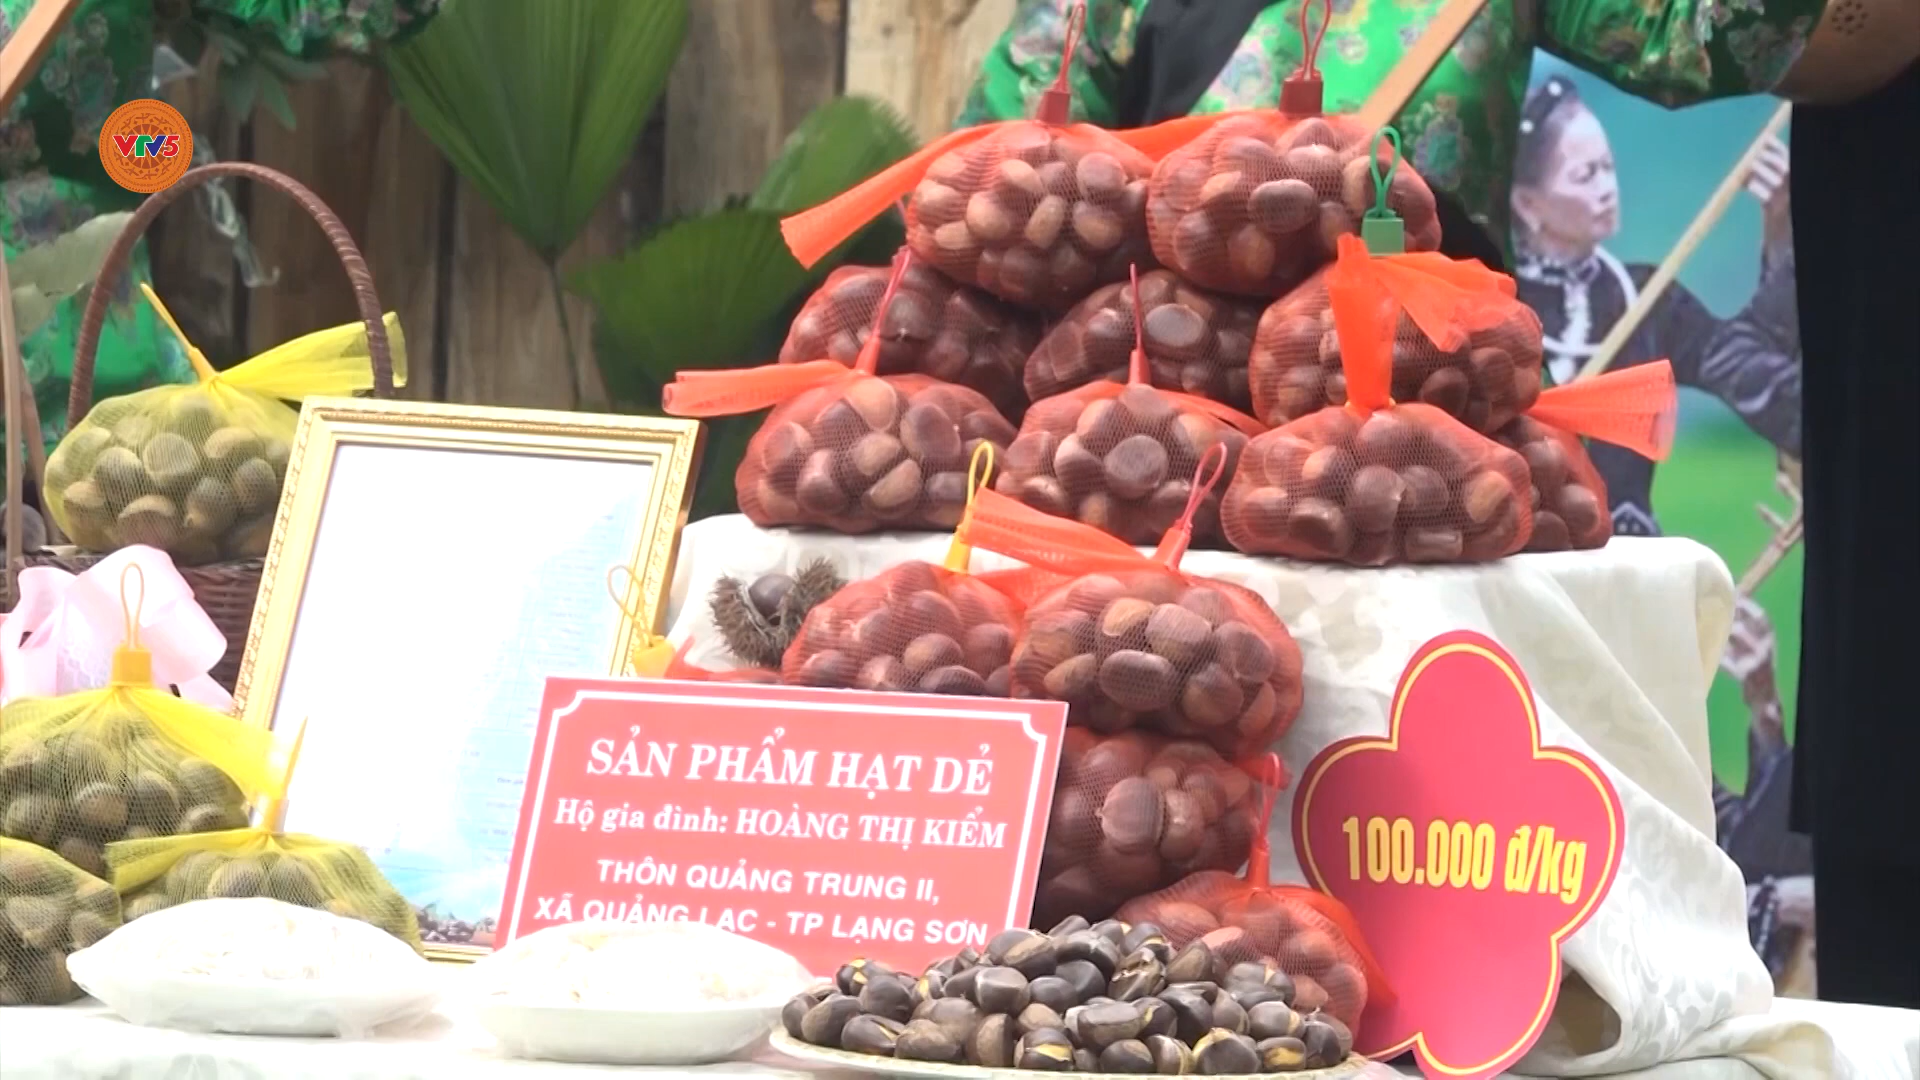 VTV5
SẢN PHẨM HẠT DẺ
Hộ gia đình: HOÀNG THỊ KIỂM
THÔN QUẢNG TRUNG II,
XÃ QUẢNG LẠC - TP LẠNG SƠN
100.000 đ/kg